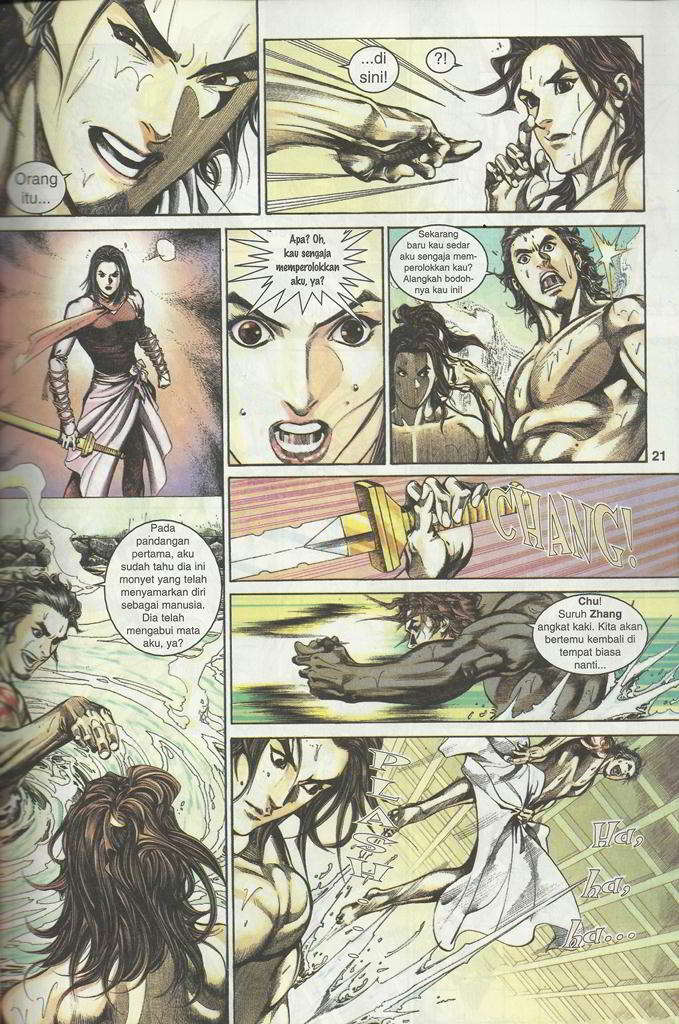 Orang
itu...
...di
sini!
?!
Apa? Oh,
kau sengaja
memperolokkan
aku, ya?
Sekarang
baru kau sedar
aku sengaja mem-
perolokkan kau?
Alangkah bodoh-
nya kau ini!
21
CHANG!
Pada
pandangan
pertama, aku
sudah tahu dia ini
monyet yang telah
menyamarkan diri
sebagai manusia.
Dia telah
mengabui mata
aku, ya?
Chu!
Suruh Zhang
angkat kaki. Kita akan
bertemu kembali di
tempat biasa
nanti...
PLASH
Ha,
ha,
ha...